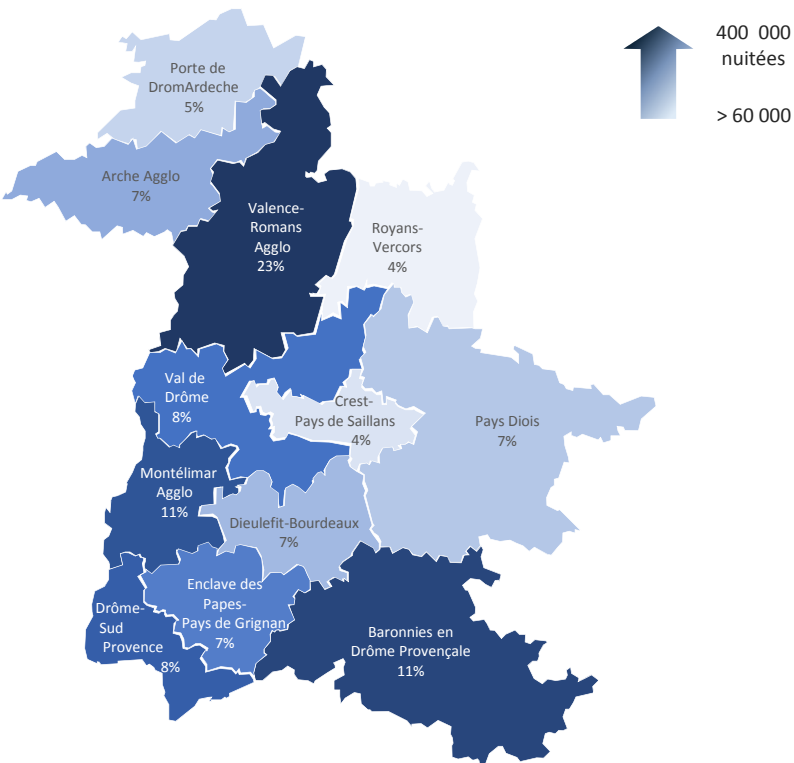 400 000
nuitées
> 60 000
Porte de
DromArdeche
5%
Arche Agglo
7%
Valence-
Romans
Agglo
23%
Royans-
Vercors
4%
Val de
Drôme
8%
Crest-
Pays de Saillans
4%
Pays Diois
7%
Montélimar
Agglo
11%
Dieulefit-Bourdeaux
7%
Enclave des
Papes-
Pays de Grignan
7%
Drôme-
Sud
Provence
8%
Baronnies en
Drôme Provençale
11%